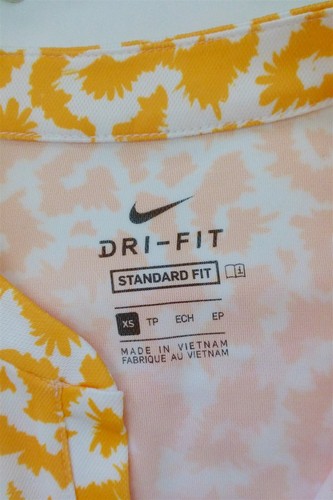 DRI-FIT
STANDARD FIT
XS TP ECH EP
MADE IN VIETNAM
FABRIQUE AU VIETNAM